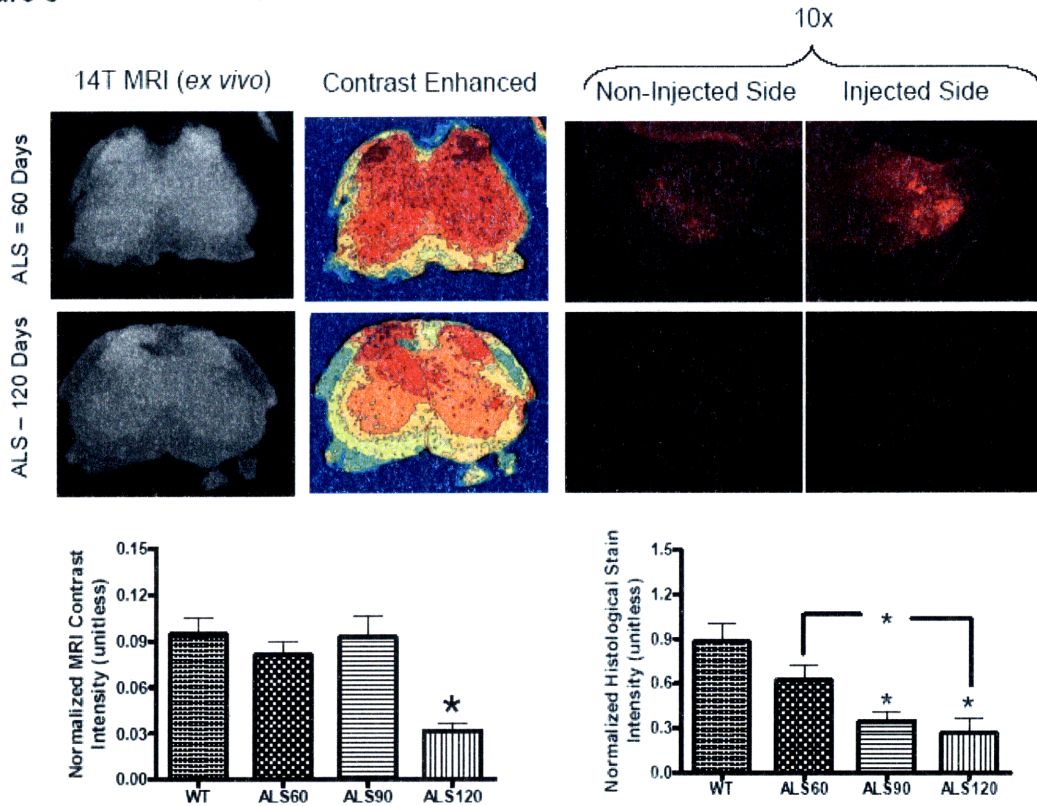 10x
14T MRI (ex vivo)
Contrast Enhanced
Non-Injected Side
Injected Side
ALS = 60 Days
ALS – 120 Days
Normalized MRI Contrast
Intensity (unitless)
0.15
0.12
0.09
0.06
0.03
0.00
*
WT
ALS60
ALS90
ALS120
Normalized Histological Stain
Intensity (unitless)
1.5
1.2
0.9
0.6
0.3
0.0
*
*
*
WT
ALS60
ALS90
ALS120